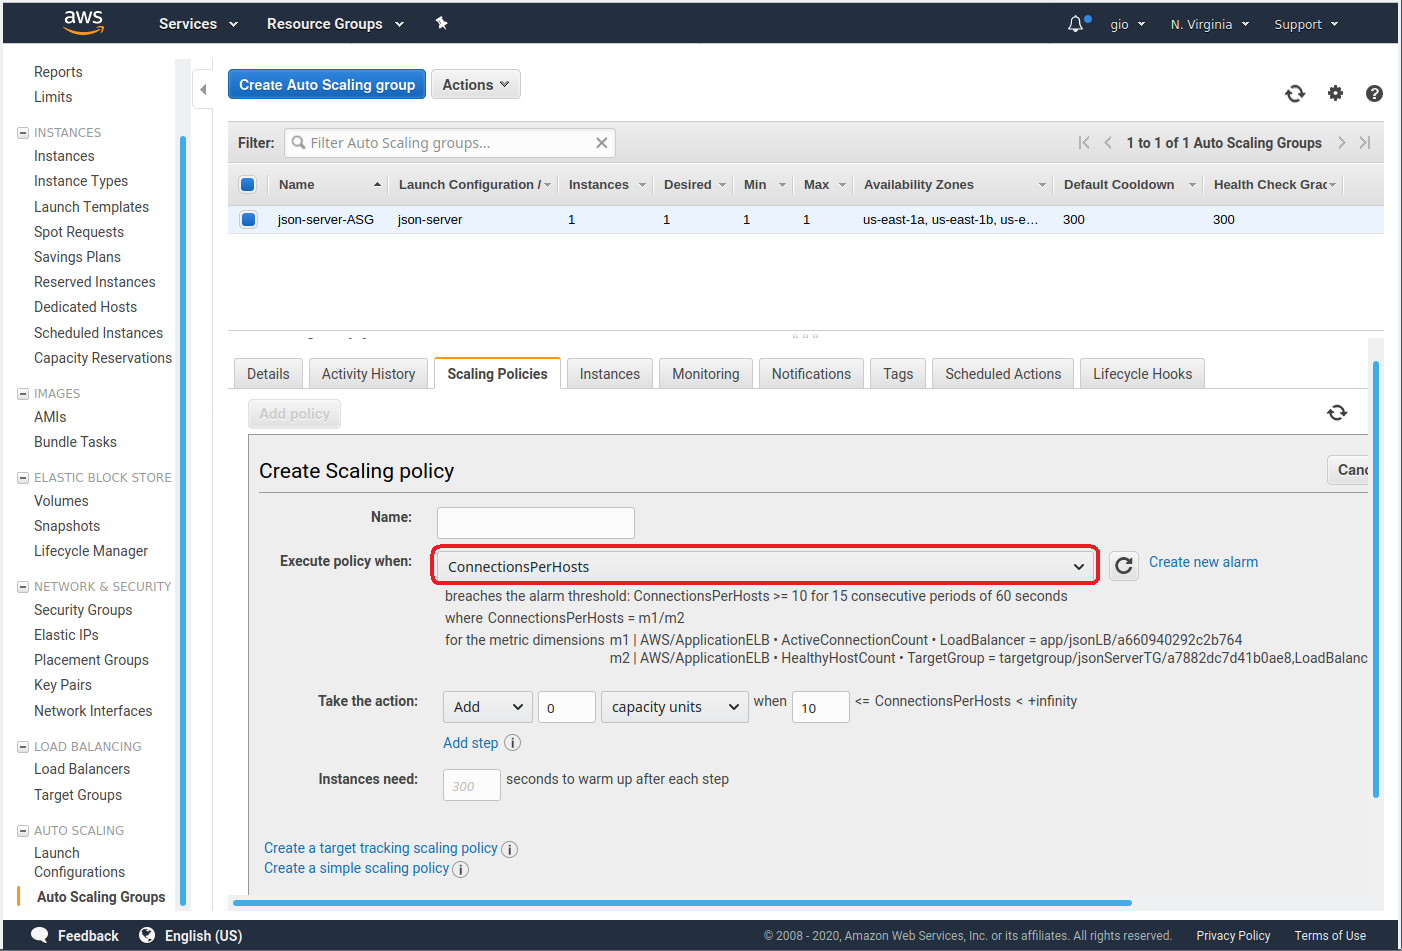 aws Services Resource Groups gio N. Virginia Support
Reports
Limits
INSTANCES
Instances
Instance Types
Launch Templates
Spot Requests
Savings Plans
Reserved Instances
Dedicated Hosts
Scheduled Instances
Capacity Reservations
IMAGES
AMIs
Bundle Tasks
ELASTIC BLOCK STORE
Volumes
Snapshots
Lifecycle Manager
NETWORK & SECURITY
Security Groups
Elastic IPs
Placement Groups
Key Pairs
Network Interfaces
LOAD BALANCING
Load Balancers
Target Groups
AUTO SCALING
Launch
Configurations
Auto Scaling Groups
Create Auto Scaling group Actions
Filter: Filter Auto Scaling groups... 1 to 1 of 1 Auto Scaling Groups
Name Launch Configuration / Instances Desired Min Max Availability Zones Default Cooldown Health Check Grac
json-server-ASG json-server 1 1 1 1 us-east-1a, us-east-1b, us-e... 300 300
Details Activity History Scaling Policies Instances Monitoring Notifications Tags Scheduled Actions Lifecycle Hooks
Add policy
Create Scaling policy Canc
Name:
Execute policy when: ConnectionsPerHosts Create new alarm
breaches the alarm threshold: ConnectionsPerHosts >= 10 for 15 consecutive periods of 60 seconds
where ConnectionsPerHosts = m1/m2
for the metric dimensions m1 | AWS/ApplicationELB • ActiveConnectionCount • LoadBalancer = app/jsonLB/a660940292c2b764
m2 | AWS/ApplicationELB • HealthyHostCount • TargetGroup = targetgroup/jsonServerTG/a7882dc7d41b0ae8,LoadBalanc
Take the action: Add 0 capacity units when 10 <= ConnectionsPerHosts < +infinity
Add step
Instances need: 300 seconds to warm up after each step
Create a target tracking scaling policy
Create a simple scaling policy
Feedback English (US) © 2008 - 2020, Amazon Web Services, Inc. or its affiliates. All rights reserved. Privacy Policy Terms of Use